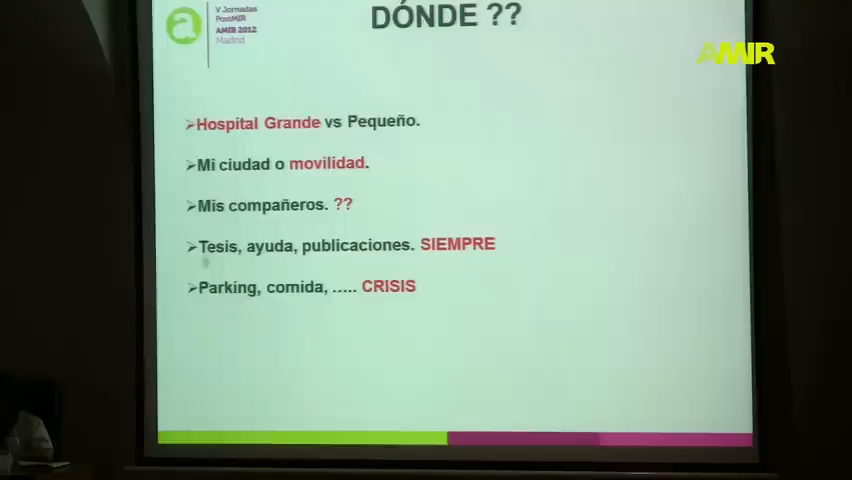 V Jornadas
PostMIR
AMIR 2012
Madrid
DÓNDE ??
AMIR
➢Hospital Grande vs Pequeño.
➢Mi ciudad o movilidad.
➢Mis compañeros. ??
➢Tesis, ayuda, publicaciones. SIEMPRE
➢Parking, comida, ..... CRISIS